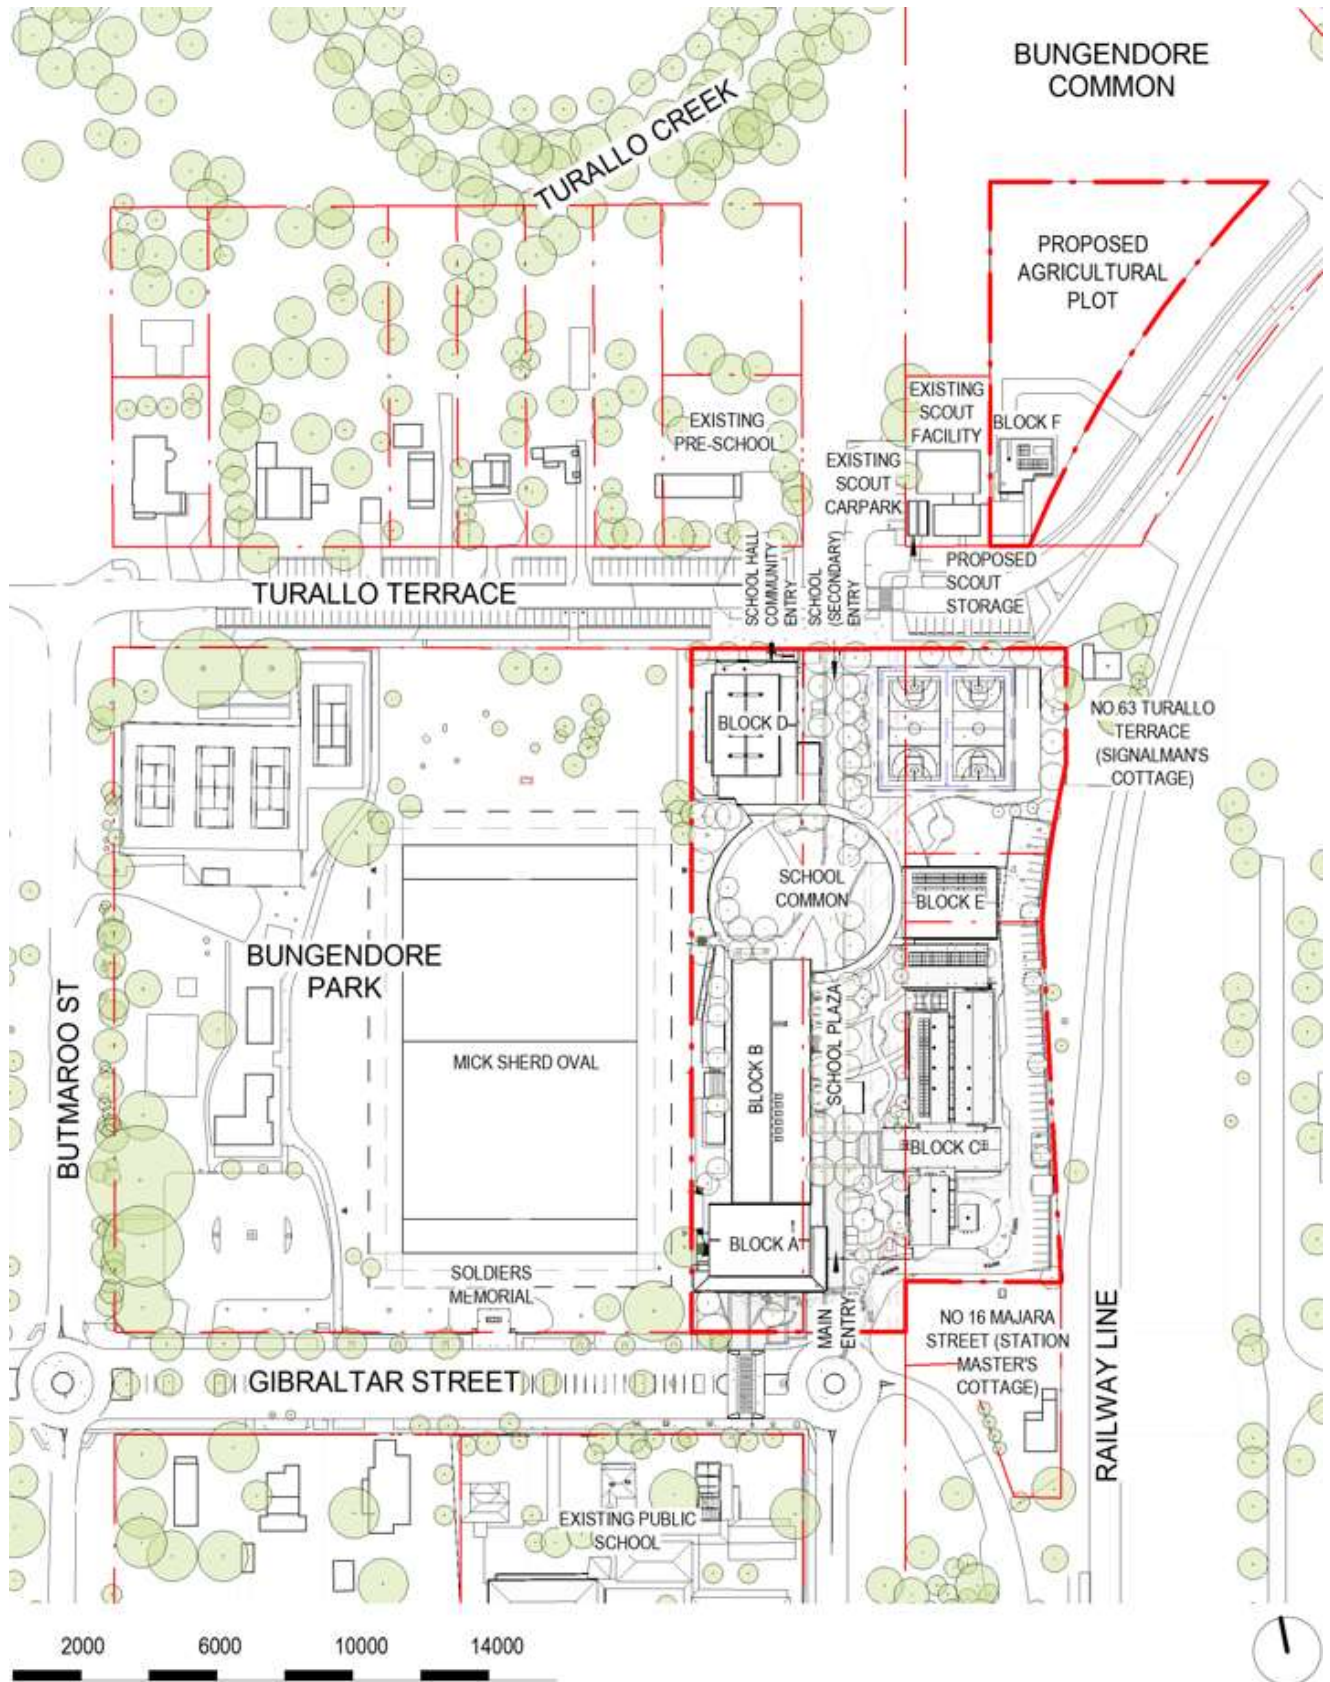 BUNGENDORE
COMMON
TURALLO CREEK
PROPOSED
AGRICULTURAL
PLOT
EXISTING
SCOUT
FACILITY
BLOCK F
EXISTING
PRE-SCHOOL
EXISTING
SCOUT
CARPARK
SCHOOL HALL
COMMUNITY
ENTRY
SCHOOL
(SECONDARY)
ENTRY
PROPOSED
SCOUT
STORAGE
TURALLO TERRACE
BLOCK D
NO.63 TURALLO
TERRACE
(SIGNALMAN'S
COTTAGE)
SCHOOL
COMMON
BLOCK E
BUNGENDORE
PARK
MICK SHERD OVAL
BLOCK B
SCHOOL PLAZA
BUTMAROO ST
BLOCK C
BLOCK A
SOLDIERS
MEMORIAL
MAIN
ENTRY
NO 16 MAJARA
STREET (STATION
MASTER'S
COTTAGE)
RAILWAY LINE
GIBRALTAR STREET
EXISTING PUBLIC
SCHOOL
2000 6000 10000 14000